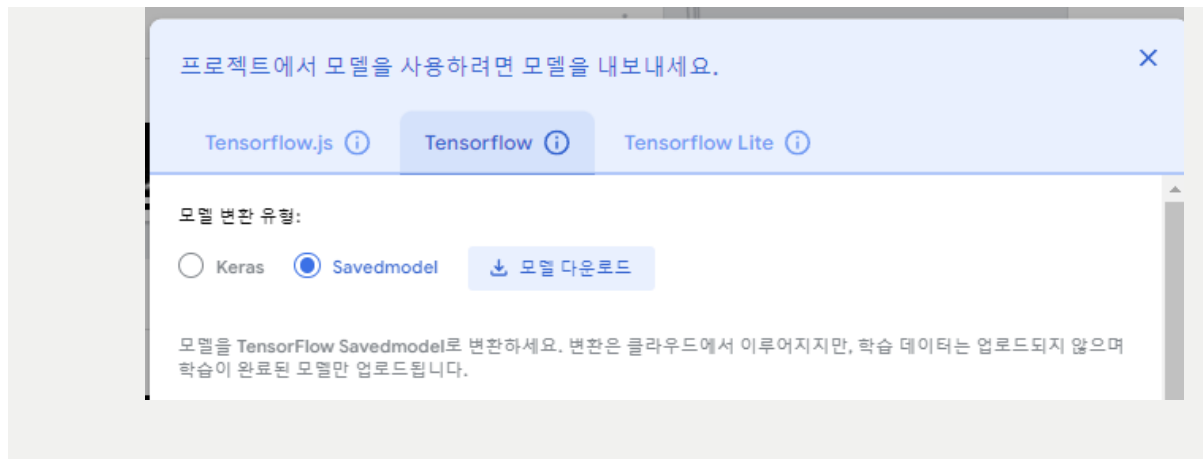 프로젝트에서 모델을 사용하려면 모델을 내보내세요.
Tensorflow.js Tensorflow Tensorflow Lite
모델 변환 유형:
Keras Savedmodel 모델 다운로드
모델을 TensorFlow Savedmodel로 변환하세요. 변환은 클라우드에서 이루어지지만, 학습 데이터는 업로드되지 않으며
학습이 완료된 모델만 업로드됩니다.